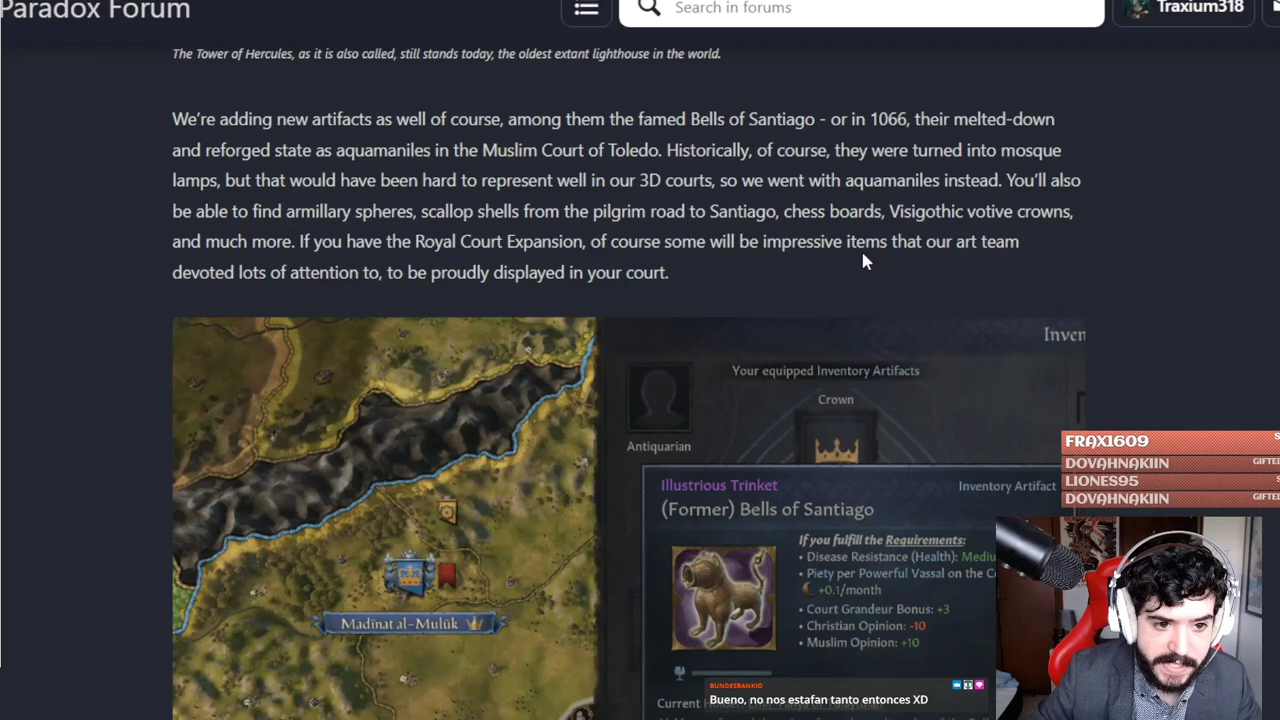 Paradox Forum
Search in forums
Traxium318
The Tower of Hercules, as it is also called, still stands today, the oldest extant lighthouse in the world.
We're adding new artifacts as well of course, among them the famed Bells of Santiago - or in 1066, their melted-down
and reforged state as aquamaniles in the Muslim Court of Toledo. Historically, of course, they were turned into mosque
lamps, but that would have been hard to represent well in our 3D courts, so we went with aquamaniles instead. You'll also
be able to find armillary spheres, scallop shells from the pilgrim road to Santiago, chess boards, Visigothic votive crowns,
and much more. If you have the Royal Court Expansion, of course some will be impressive items that our art team
devoted lots of attention to, to be proudly displayed in your court.
Inven
Your equipped Inventory Artifacts
Crown
Antiquarian
Illustrious Trinket
Inventory Artifact
(Former) Bells of Santiago
If you fulfill the Requirements:
• Disease Resistance (Health): Mediu
• Piety per Powerful Vassal on the C
+0.1/month
• Court Grandeur Bonus: +3
• Christian Opinion: -10
• Muslim Opinion: +10
Madīnat al-Mulūk
FRAX1609
DOVAHNAKIIN GIFTE
LIONES95
DOVAHNAKIIN GIFTE
BUNDESBANKIO
Bueno, no nos estafan tanto entonces XD